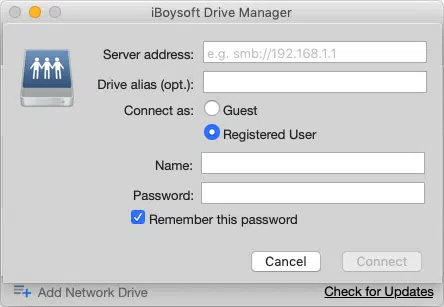 iBoysoft Drive Manager
Server address: e.g. smb://192.168.1.1
Drive alias (opt.):
Connect as: Guest
Registered User
Name:
Password:
Remember this password
Cancel Connect
Add Network Drive Check for Updates